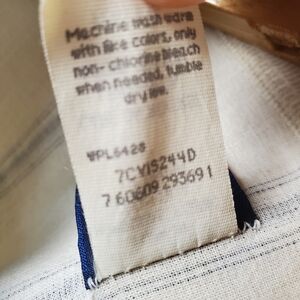 Machine wash warm
with like colors, only
non-chlorine bleach
when needed, tumble
dry low.
WPL6428
7CVIS244D
7 60609 29369 1